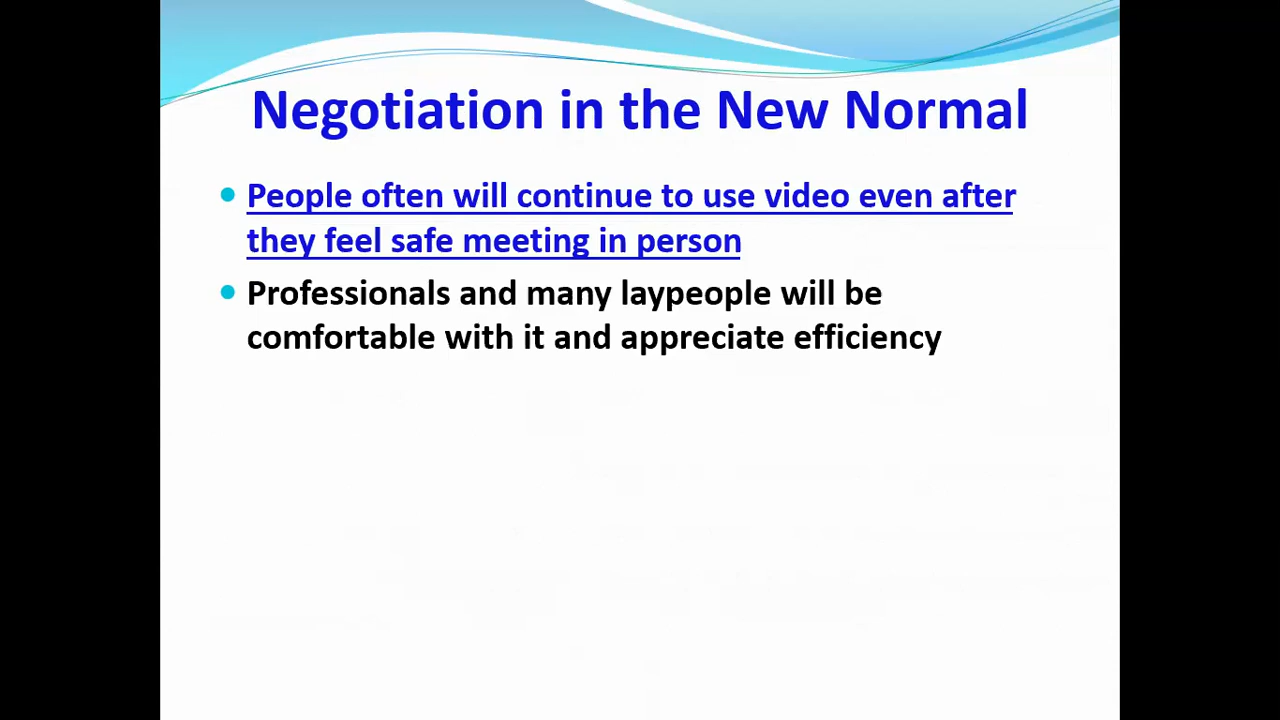 Negotiation in the New Normal
People often will continue to use video even after
they feel safe meeting in person
Professionals and many laypeople will be
comfortable with it and appreciate efficiency